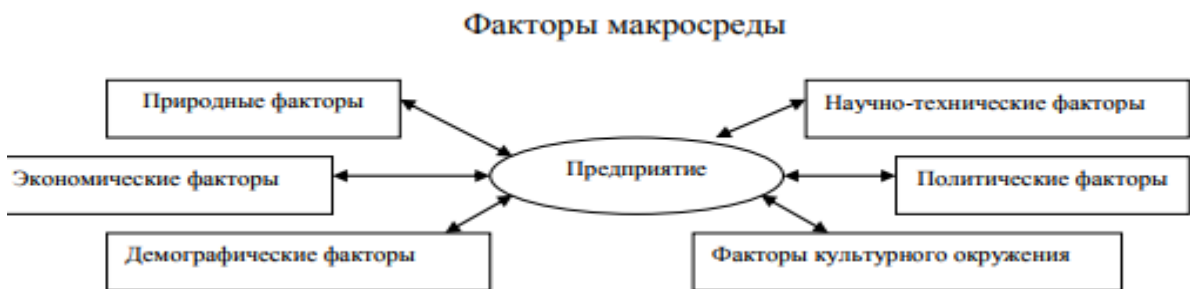 Факторы макросреды
Природные факторы
Научно-технические факторы
Экономические факторы
Предприятие
Политические факторы
Демографические факторы
Факторы культурного окружения